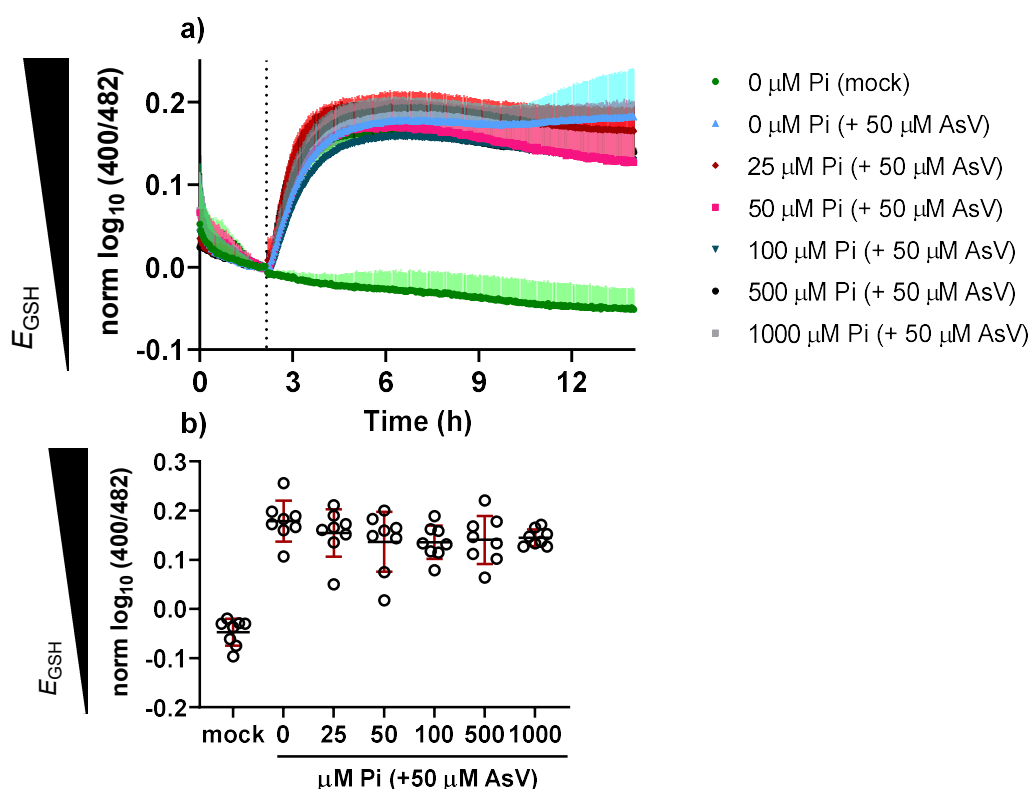 a)
norm log10 (400/482)
EGSH
0.2
0.1
0.0
-0.1
0 3 6 9 12
Time (h)
0 µM Pi (mock)
0 µM Pi (+ 50 µM AsV)
25 µM Pi (+ 50 µM AsV)
50 µM Pi (+ 50 µM AsV)
100 µM Pi (+ 50 µM AsV)
500 µM Pi (+ 50 µM AsV)
1000 µM Pi (+ 50 µM AsV)
b)
norm log10 (400/482)
EGSH
0.3
0.2
0.1
0.0
-0.1
-0.2
mock 0 25 50 100 500 1000
µM Pi (+50 µM AsV)